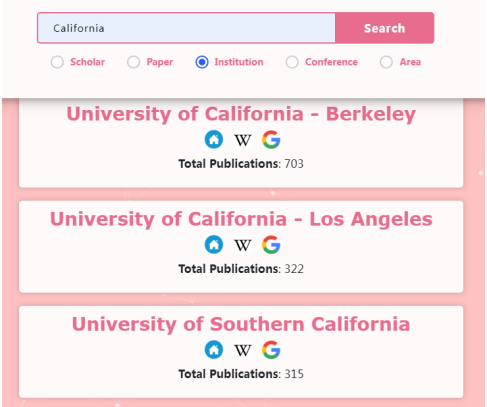 California
Search
Scholar Paper Institution Conference Area
University of California - Berkeley
W G
Total Publications: 703
University of California - Los Angeles
W G
Total Publications: 322
University of Southern California
W G
Total Publications: 315